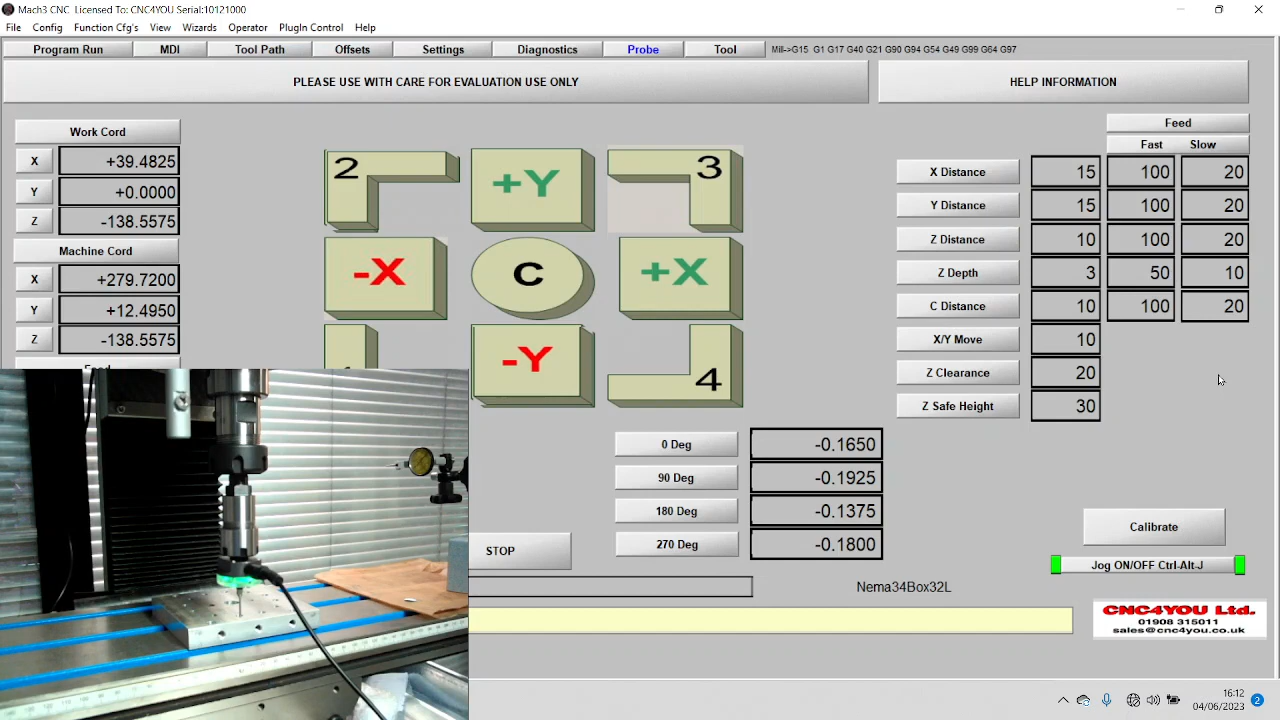 Mach3 CNC Licensed To: CNC4YOU Serial:10121000
File Config Function Cfg's View Wizards Operator PlugIn Control Help
Program Run MDI Tool Path Offsets Settings Diagnostics Probe Tool Mill->G15 G1 G17 G40 G21 G90 G94 G54 G49 G99 G64 G97
PLEASE USE WITH CARE FOR EVALUATION USE ONLY
HELP INFORMATION
Work Cord
X +39.4825
Y +0.0000
Z -138.5575
Machine Cord
X +279.7200
Y +12.4950
Z -138.5575
2 +Y 3
-X C +X
-Y 4
Feed
Fast Slow
X Distance 15 100 20
Y Distance 15 100 20
Z Distance 10 100 20
Z Depth 3 50 10
C Distance 10 100 20
X/Y Move 10
Z Clearance 20
Z Safe Height 30
0 Deg -0.1650
90 Deg -0.1925
180 Deg -0.1375
270 Deg -0.1800
STOP
Calibrate
Jog ON/OFF Ctrl-Alt-J
Nema34Box32L
CNC4YOU Ltd.
01908 315011
sales@cnc4you.co.uk
16:12
04/06/2023
2